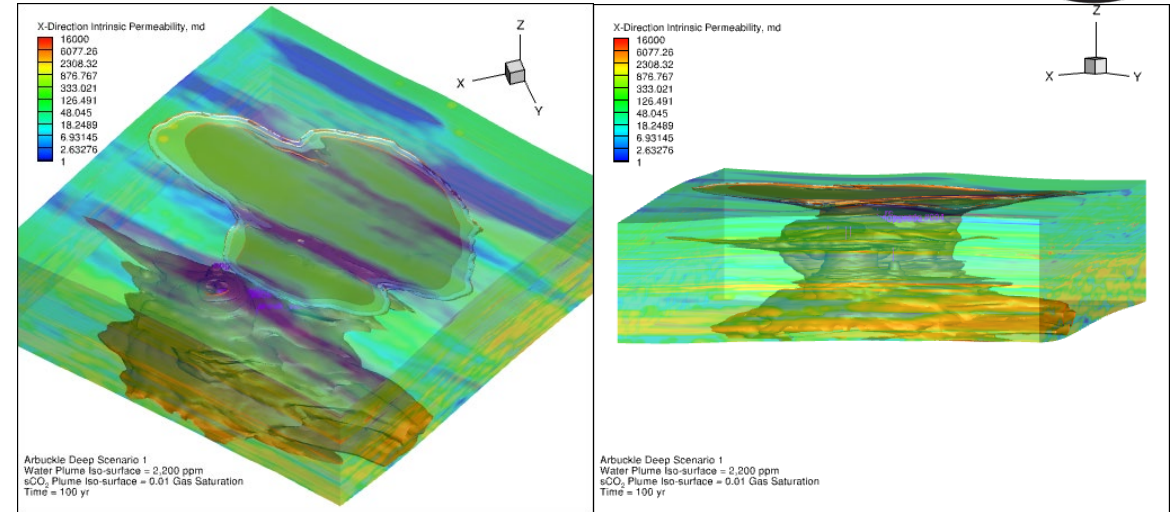 X-Direction Intrinsic Permeability, md
16000
6077.26
2308.32
876.767
333.021
126.491
48.045
18.2489
6.93145
2.63276
1
Z
X
Y
Arbuckle Deep Scenario 1
Water Plume Iso-surface = 2,200 ppm
sCO₂ Plume Iso-surface = 0.01 Gas Saturation
Time = 100 yr
X-Direction Intrinsic Permeability, md
16000
6077.26
2308.32
876.767
333.021
126.491
48.045
18.2489
6.93145
2.63276
1
Z
X
Y
Arbuckle Deep Scenario 1
Water Plume Iso-surface = 2,200 ppm
sCO₂ Plume Iso-surface = 0.01 Gas Saturation
Time = 100 yr